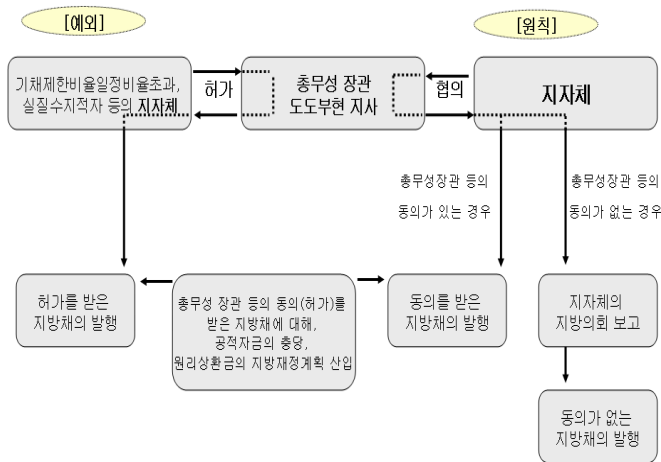 [예외]
[원칙]
기채제한비율일정비율초과,
실질수지적자 등의 지자체
허가
총무성 장관
도도부현 지사
협의
지자체
총무성장관 등의
동의가 있는 경우
총무성장관 등의
동의가 없는 경우
허가를 받은
지방채의 발행
총무성 장관 등의 동의(허가)를
받은 지방채에 대해,
공적자금의 충당,
원리상환금의 지방재정계획 산입
동의를 받은
지방채의 발행
지자체의
지방의회 보고
동의가 없는
지방채의 발행